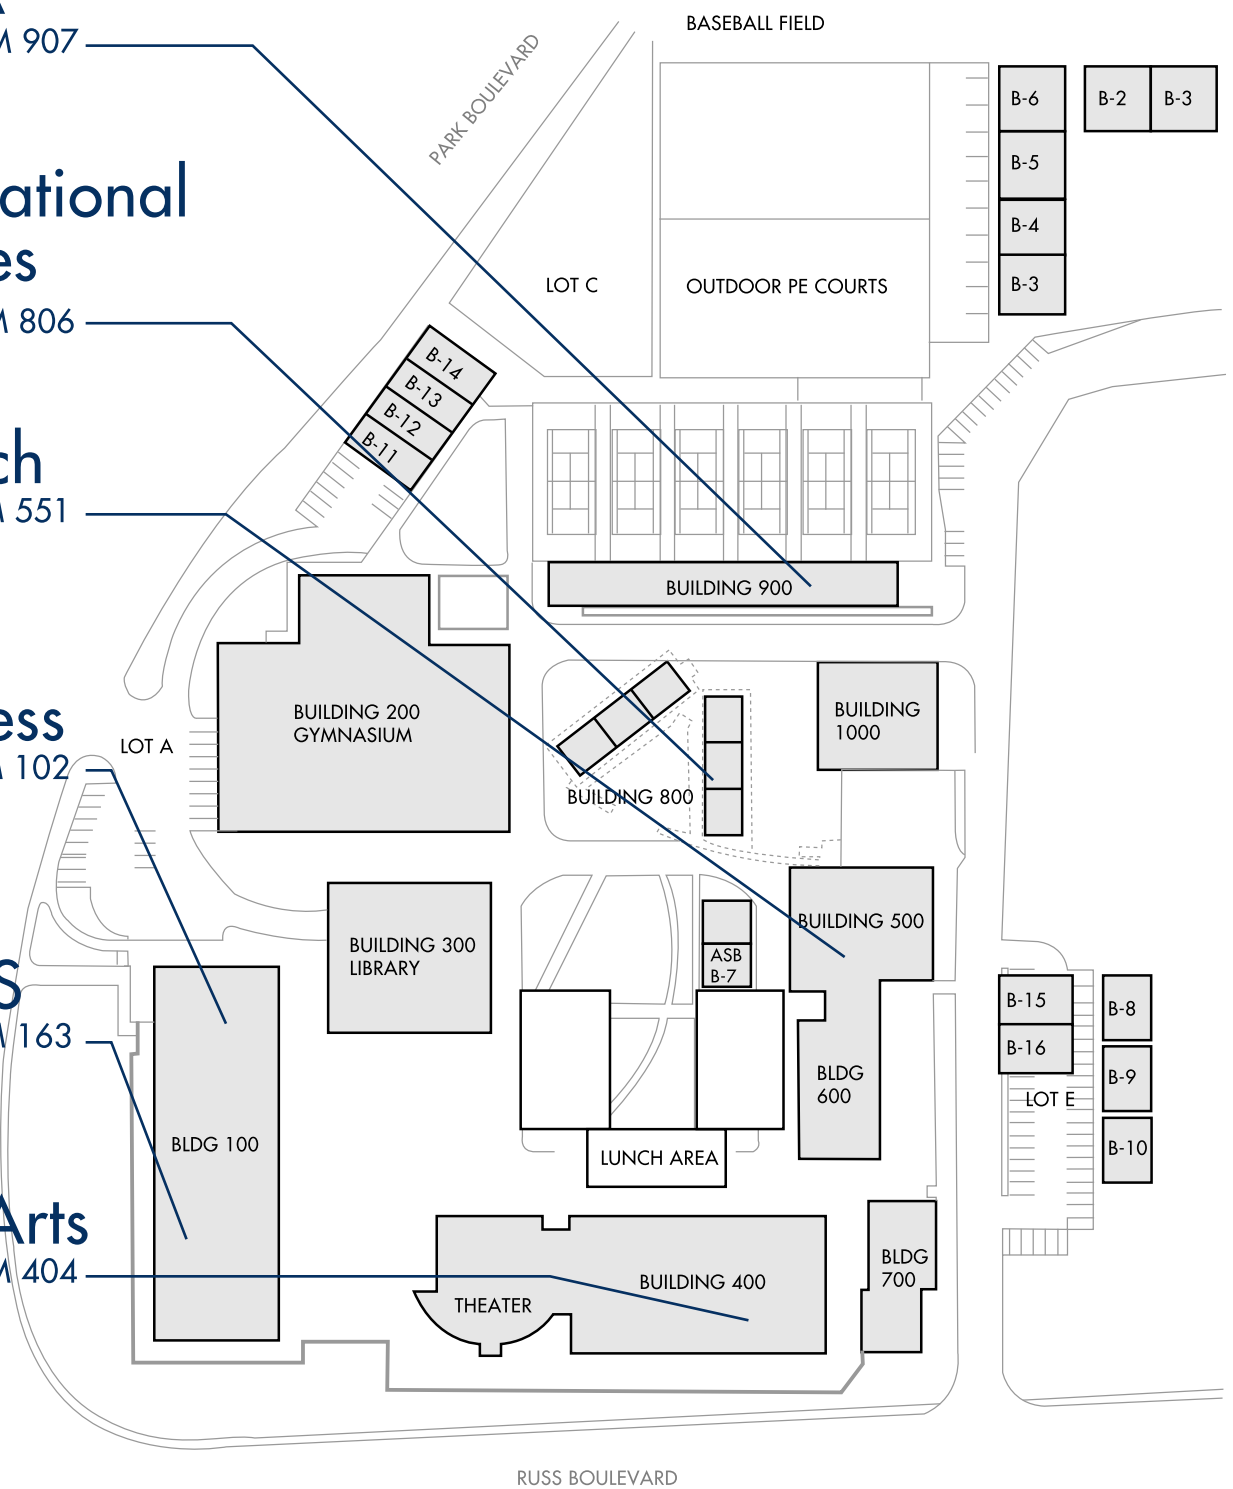 BASEBALL FIELD
907
PARK BOULEVARD
B-6
B-2
B-3
B-5
B-4
B-3
ational
es
806
LOT C
OUTDOOR PE COURTS
B-14
B-13
B-12
B-11
ch
551
BUILDING 900
BUILDING 200
GYMNASIUM
LOT A
BUILDING
1000
ess
102
BUILDING 800
BUILDING 300
LIBRARY
BUILDING 500
ASB
B-7
S
163
B-15
B-16
B-8
B-9
B-10
LOT E
BLDG
600
BLDG 100
LUNCH AREA
Arts
404
THEATER
BUILDING 400
BLDG
700
RUSS BOULEVARD